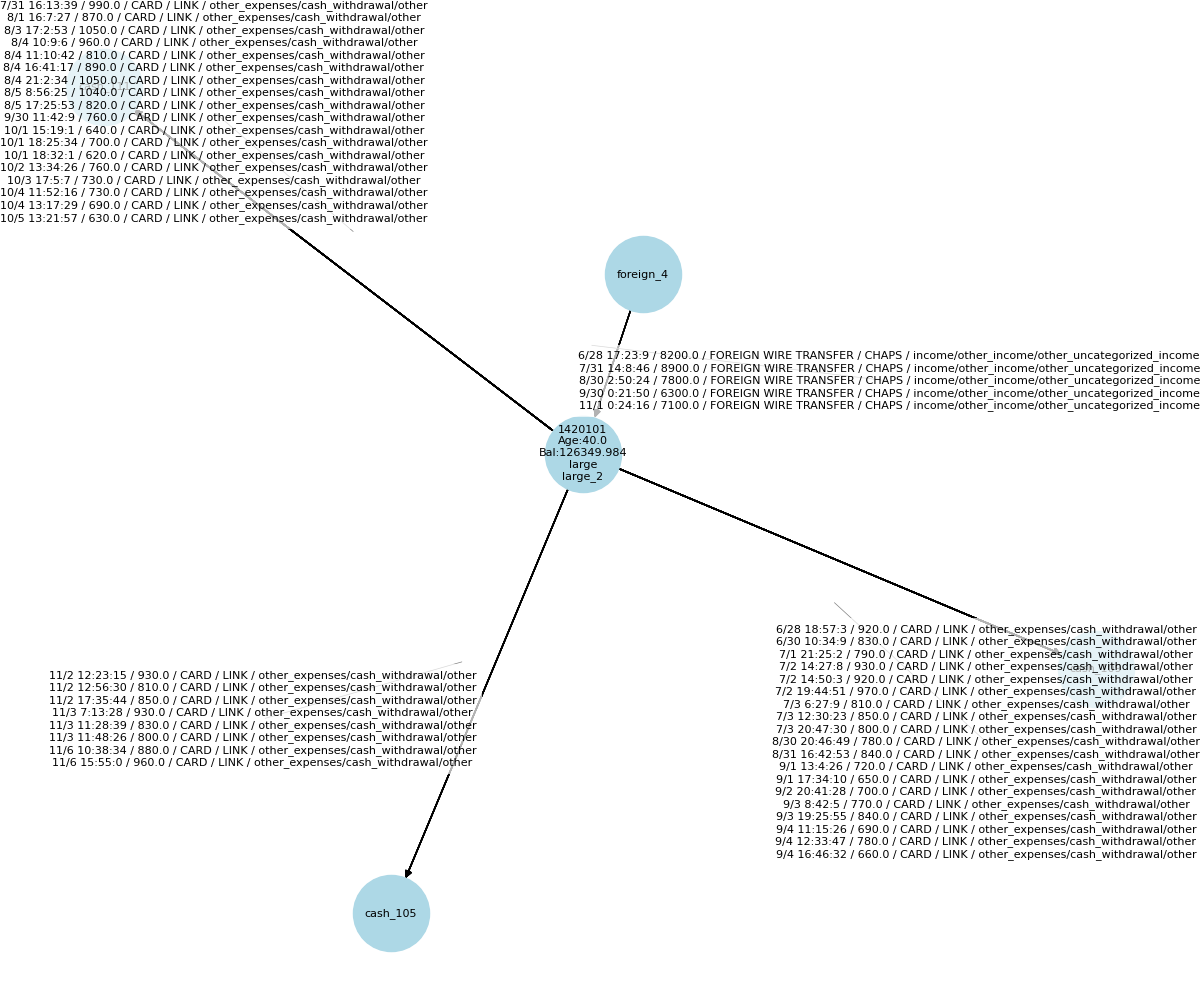 7/31 16:13:39 / 990.0 / CARD / LINK / other_expenses/cash_withdrawal/other
8/1 16:7:27 / 870.0 / CARD / LINK / other_expenses/cash_withdrawal/other
8/3 17:2:53 / 1050.0 / CARD / LINK / other_expenses/cash_withdrawal/other
8/4 10:9:6 / 960.0 / CARD / LINK / other_expenses/cash_withdrawal/other
8/4 11:10:42 / 810.0 / CARD / LINK / other_expenses/cash_withdrawal/other
8/4 16:41:17 / 890.0 / CARD / LINK / other_expenses/cash_withdrawal/other
8/4 21:2:34 / 1050.0 / CARD / LINK / other_expenses/cash_withdrawal/other
8/5 8:56:25 / 1040.0 / CARD / LINK / other_expenses/cash_withdrawal/other
8/5 17:25:53 / 820.0 / CARD / LINK / other_expenses/cash_withdrawal/other
9/30 11:42:9 / 760.0 / CARD / LINK / other_expenses/cash_withdrawal/other
10/1 15:19:1 / 640.0 / CARD / LINK / other_expenses/cash_withdrawal/other
10/1 18:25:34 / 700.0 / CARD / LINK / other_expenses/cash_withdrawal/other
10/1 18:32:1 / 620.0 / CARD / LINK / other_expenses/cash_withdrawal/other
10/2 13:34:26 / 760.0 / CARD / LINK / other_expenses/cash_withdrawal/other
10/3 17:5:7 / 730.0 / CARD / LINK / other_expenses/cash_withdrawal/other
10/4 11:52:16 / 730.0 / CARD / LINK / other_expenses/cash_withdrawal/other
10/4 13:17:29 / 690.0 / CARD / LINK / other_expenses/cash_withdrawal/other
10/5 13:21:57 / 630.0 / CARD / LINK / other_expenses/cash_withdrawal/other
foreign_4
6/28 17:23:9 / 8200.0 / FOREIGN WIRE TRANSFER / CHAPS / income/other_income/other_uncategorized_income
7/31 14:8:46 / 8900.0 / FOREIGN WIRE TRANSFER / CHAPS / income/other_income/other_uncategorized_income
8/30 2:50:24 / 7800.0 / FOREIGN WIRE TRANSFER / CHAPS / income/other_income/other_uncategorized_income
9/30 0:21:50 / 6300.0 / FOREIGN WIRE TRANSFER / CHAPS / income/other_income/other_uncategorized_income
11/1 0:24:16 / 7100.0 / FOREIGN WIRE TRANSFER / CHAPS / income/other_income/other_uncategorized_income
1420101
Age:40.0
Bal:126349.984
large
large_2
6/28 18:57:3 / 920.0 / CARD / LINK / other_expenses/cash_withdrawal/other
6/30 10:34:9 / 830.0 / CARD / LINK / other_expenses/cash_withdrawal/other
7/1 21:25:2 / 790.0 / CARD / LINK / other_expenses/cash_withdrawal/other
7/2 14:27:8 / 930.0 / CARD / LINK / other_expenses/cash_withdrawal/other
7/2 14:50:3 / 920.0 / CARD / LINK / other_expenses/cash_withdrawal/other
7/2 19:44:51 / 970.0 / CARD / LINK / other_expenses/cash_withdrawal/other
7/3 6:27:9 / 810.0 / CARD / LINK / other_expenses/cash_withdrawal/other
7/3 12:30:23 / 850.0 / CARD / LINK / other_expenses/cash_withdrawal/other
7/3 20:47:30 / 800.0 / CARD / LINK / other_expenses/cash_withdrawal/other
8/30 20:46:49 / 780.0 / CARD / LINK / other_expenses/cash_withdrawal/other
8/31 16:42:53 / 840.0 / CARD / LINK / other_expenses/cash_withdrawal/other
9/1 13:4:26 / 720.0 / CARD / LINK / other_expenses/cash_withdrawal/other
9/1 17:34:10 / 650.0 / CARD / LINK / other_expenses/cash_withdrawal/other
9/2 20:41:28 / 700.0 / CARD / LINK / other_expenses/cash_withdrawal/other
9/3 8:42:5 / 770.0 / CARD / LINK / other_expenses/cash_withdrawal/other
9/3 19:25:55 / 840.0 / CARD / LINK / other_expenses/cash_withdrawal/other
9/4 11:15:26 / 690.0 / CARD / LINK / other_expenses/cash_withdrawal/other
9/4 12:33:47 / 780.0 / CARD / LINK / other_expenses/cash_withdrawal/other
9/4 16:46:32 / 660.0 / CARD / LINK / other_expenses/cash_withdrawal/other
11/2 12:23:15 / 930.0 / CARD / LINK / other_expenses/cash_withdrawal/other
11/2 12:56:30 / 810.0 / CARD / LINK / other_expenses/cash_withdrawal/other
11/2 17:35:44 / 850.0 / CARD / LINK / other_expenses/cash_withdrawal/other
11/3 7:13:28 / 930.0 / CARD / LINK / other_expenses/cash_withdrawal/other
11/3 11:28:39 / 830.0 / CARD / LINK / other_expenses/cash_withdrawal/other
11/3 11:48:26 / 800.0 / CARD / LINK / other_expenses/cash_withdrawal/other
11/6 10:38:34 / 880.0 / CARD / LINK / other_expenses/cash_withdrawal/other
11/6 15:55:0 / 960.0 / CARD / LINK / other_expenses/cash_withdrawal/other
cash_105